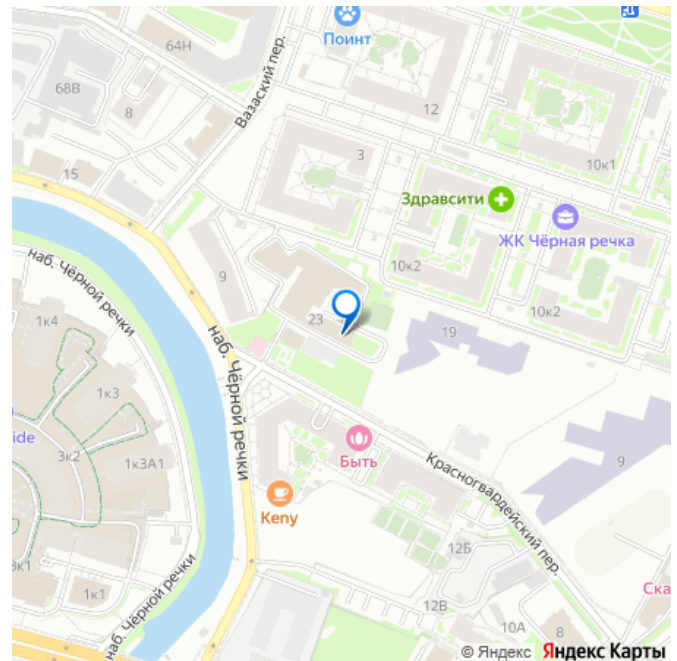 64Н
Поинт
Вазаский пер.
68В
8
12
3
10к1
15
Здравсити
ЖК Чёрная речка
наб. Чёрной речки
9
10к2
10к2
1к4
23
19
наб. Чёрной речки
1к3
ide
3к2
1к3А1
Быть
Красногвардейский пер.
9
Keny
12Б
3к1
1к1
12В
Ска
наб. Чёрной речки
10А
8
© Яндекс Яндекс Карты